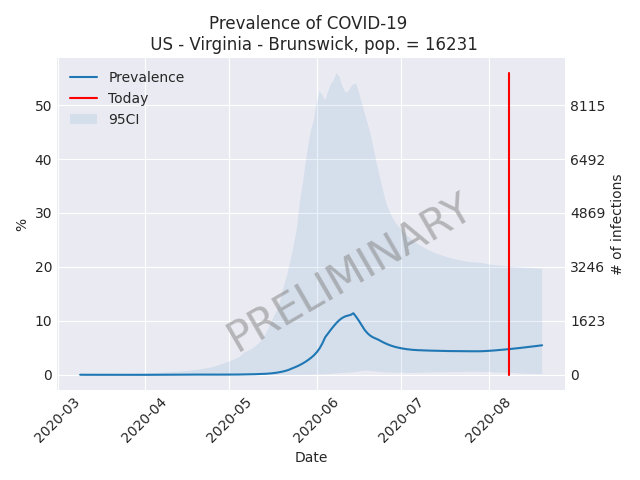 Prevalence of COVID-19
US - Virginia - Brunswick, pop. = 16231
Prevalence
Today
95CI
50
40
30
20
10
0
%
8115
6492
4869
3246
1623
0
# of infections
PRELIMINARY
2020-03
2020-04
2020-05
2020-06
2020-07
2020-08
Date